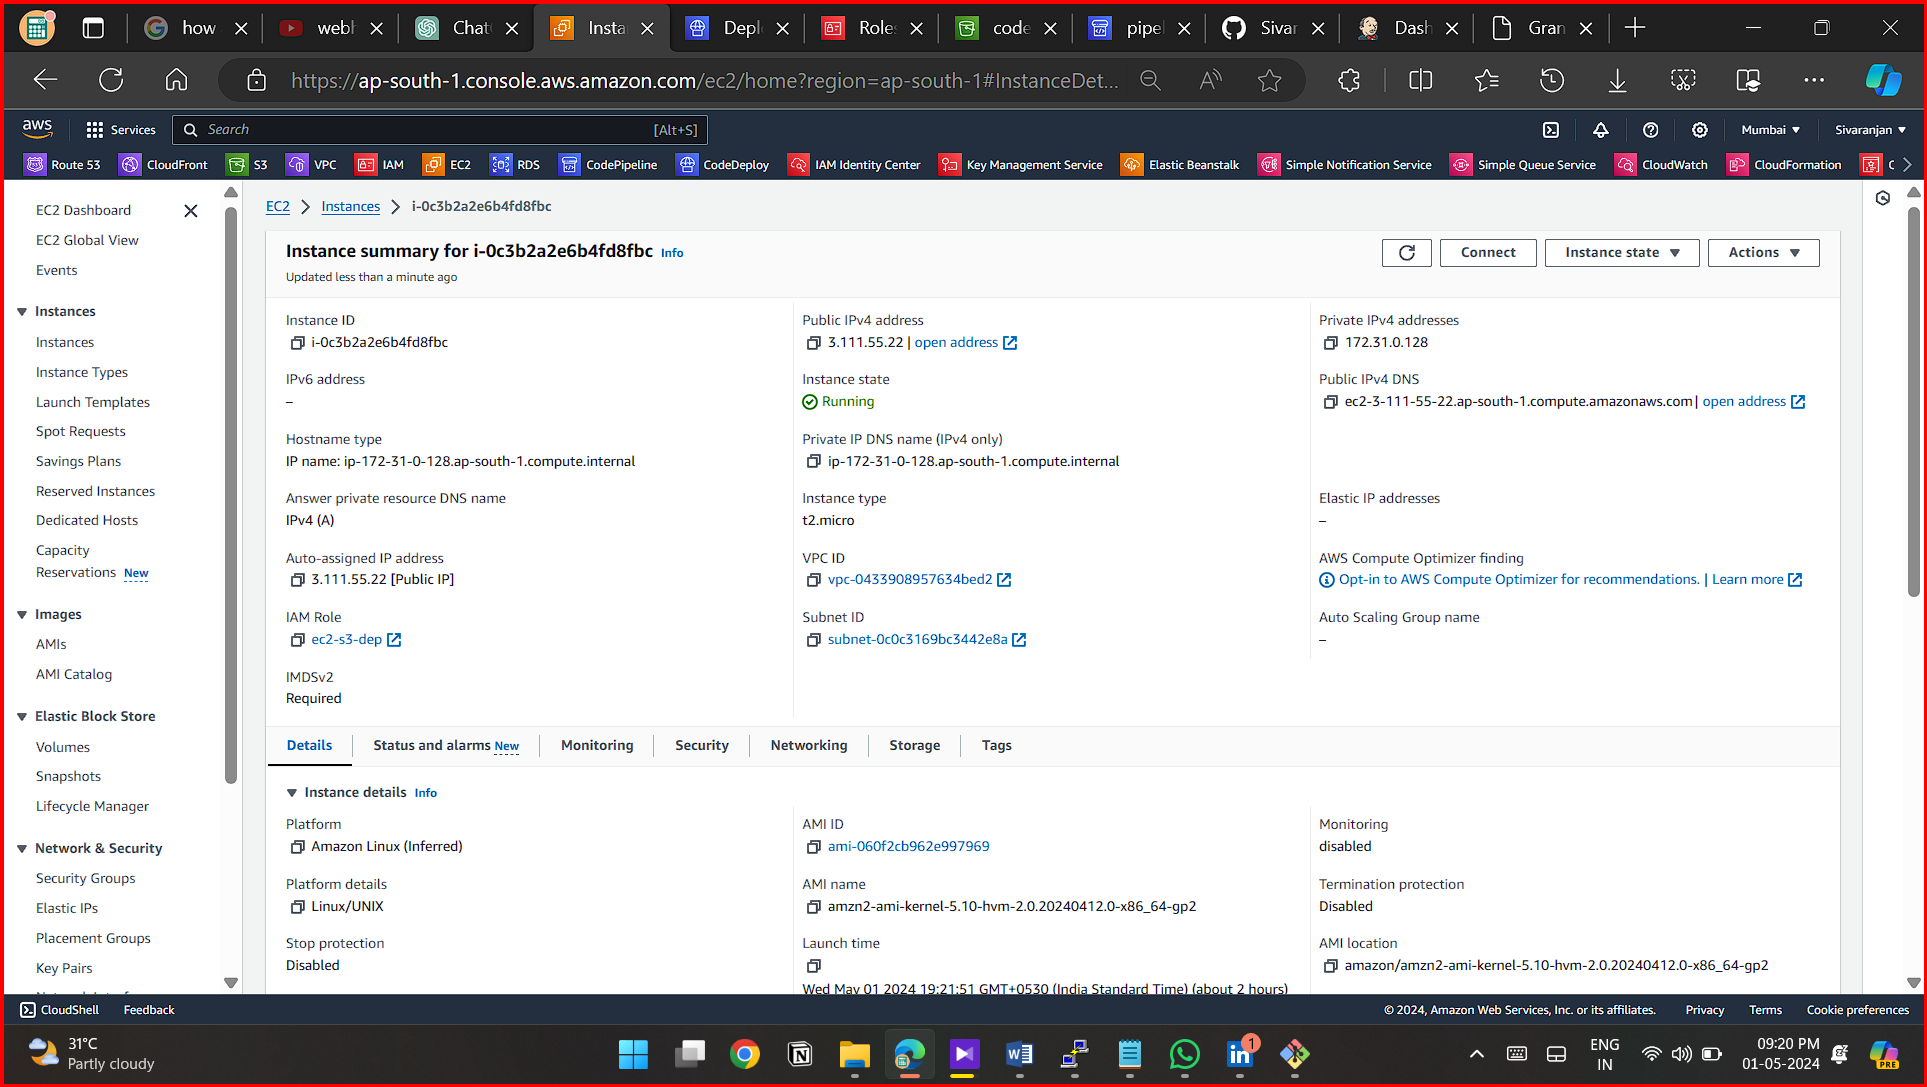 how
webh
Chat
Insta
Depl
Roles
code
pipel
Sivar
Dash
Gran
https://ap-south-1.console.aws.amazon.com/ec2/home?region=ap-south-1#InstanceDet...
aws
Services
Search
[Alt+S]
Mumbai
Sivaranjan
Route 53
CloudFront
S3
VPC
IAM
EC2
RDS
CodePipeline
CodeDeploy
IAM Identity Center
Key Management Service
Elastic Beanstalk
Simple Notification Service
Simple Queue Service
CloudWatch
CloudFormation
C
EC2 Dashboard
EC2 Global View
Events
Instances
Instances
Instance Types
Launch Templates
Spot Requests
Savings Plans
Reserved Instances
Dedicated Hosts
Capacity
Reservations New
Images
AMIs
AMI Catalog
Elastic Block Store
Volumes
Snapshots
Lifecycle Manager
Network & Security
Security Groups
Elastic IPs
Placement Groups
Key Pairs
EC2 > Instances > i-0c3b2a2e6b4fd8fbc
Instance summary for i-0c3b2a2e6b4fd8fbc Info
Updated less than a minute ago
Connect
Instance state
Actions
Instance ID
i-0c3b2a2e6b4fd8fbc
Public IPv4 address
3.111.55.22 | open address
Private IPv4 addresses
172.31.0.128
IPv6 address
–
Instance state
Running
Public IPv4 DNS
ec2-3-111-55-22.ap-south-1.compute.amazonaws.com | open address
Hostname type
IP name: ip-172-31-0-128.ap-south-1.compute.internal
Private IP DNS name (IPv4 only)
ip-172-31-0-128.ap-south-1.compute.internal
Answer private resource DNS name
IPv4 (A)
Instance type
t2.micro
Elastic IP addresses
–
Auto-assigned IP address
3.111.55.22 [Public IP]
VPC ID
vpc-0433908957634bed2
AWS Compute Optimizer finding
Opt-in to AWS Compute Optimizer for recommendations. | Learn more
IAM Role
ec2-s3-dep
Subnet ID
subnet-0c0c3169bc3442e8a
Auto Scaling Group name
–
IMDSv2
Required
Details
Status and alarms New
Monitoring
Security
Networking
Storage
Tags
Instance details Info
Platform
Amazon Linux (Inferred)
AMI ID
ami-060f2cb962e997969
Monitoring
disabled
Platform details
Linux/UNIX
AMI name
amzn2-ami-kernel-5.10-hvm-2.0.20240412.0-x86_64-gp2
Termination protection
Disabled
Stop protection
Disabled
Launch time
Wed May 01 2024 19:21:51 GMT+0530 (India Standard Time) (about 2 hours)
AMI location
amazon/amzn2-ami-kernel-5.10-hvm-2.0.20240412.0-x86_64-gp2
CloudShell
Feedback
© 2024, Amazon Web Services, Inc. or its affiliates.
Privacy
Terms
Cookie preferences
31°C
Partly cloudy
1
ENG
IN
09:20 PM
01-05-2024
PRE